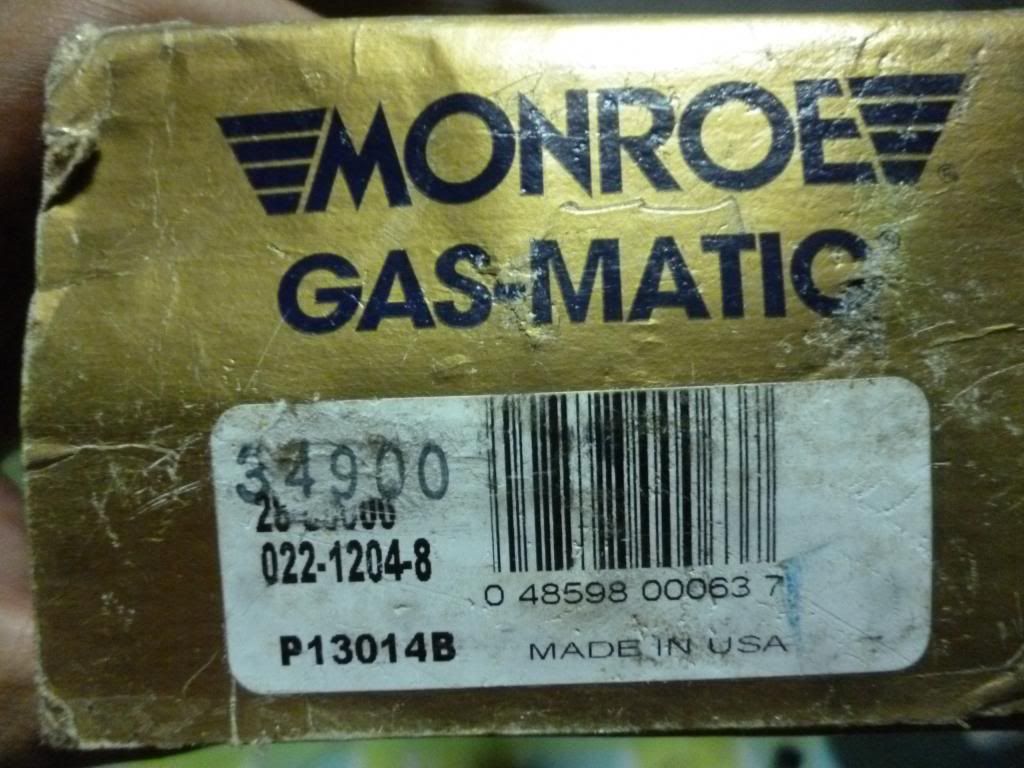 MONROE
GAS-MATIC
34900
022-1204-8
0 48598 00063 7
P13014B MADE IN USA